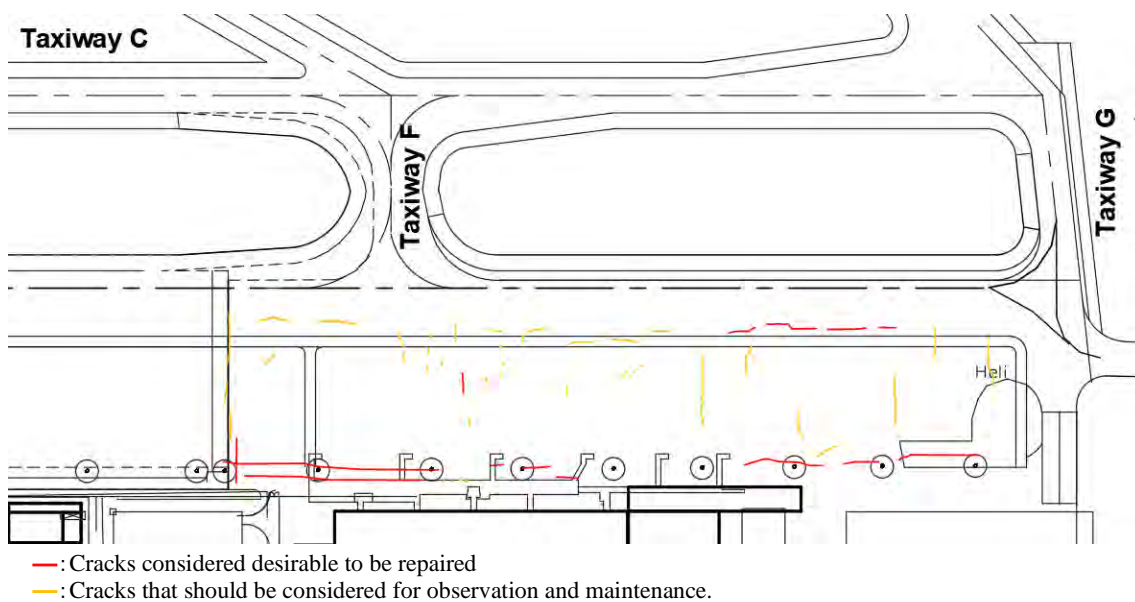 Taxiway C
Taxiway F
Taxiway G
Heli
: Cracks considered desirable to be repaired
: Cracks that should be considered for observation and maintenance.